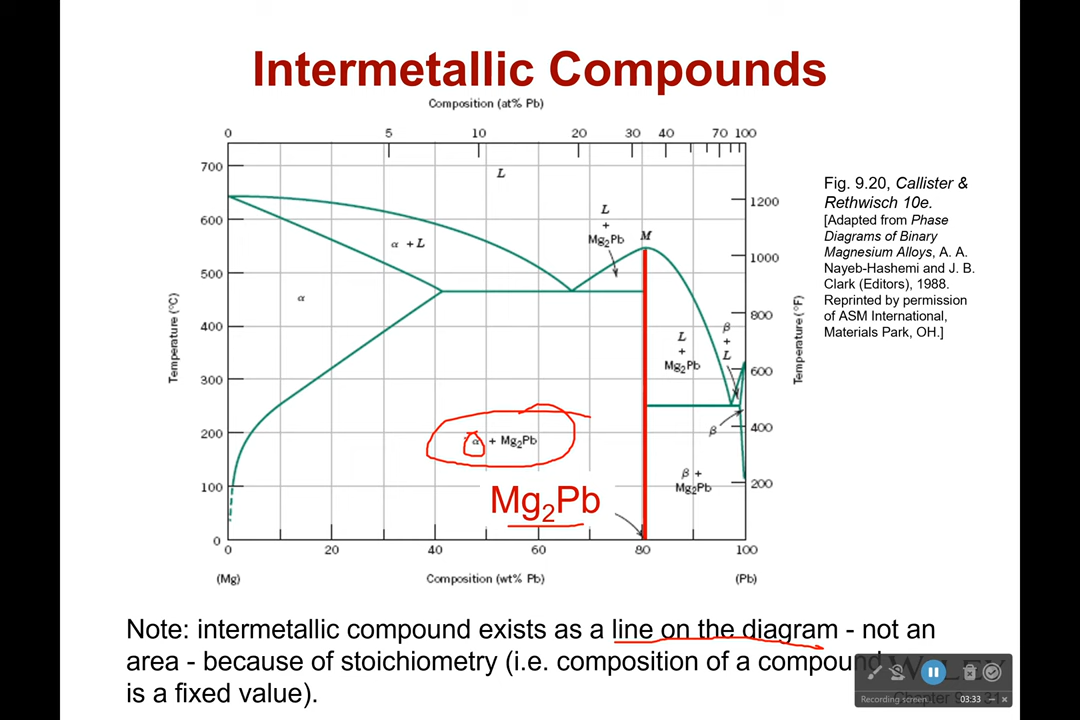 Intermetallic Compounds
Composition (at% Pb)
0 5 10 20 30 40 70 100
700
600
500
400
300
200
100
0
Temperature (°C)
L
α + L
α
L
+
Mg₂Pb
M
L
+
Mg₂Pb
β
+
L
β
α + Mg₂Pb
β +
Mg₂Pb
Mg₂Pb
1200
1000
800
600
400
200
Temperature (°F)
0 20 40 60 80 100
(Mg) Composition (wt% Pb) (Pb)
Fig. 9.20, Callister &
Rethwisch 10e.
[Adapted from Phase
Diagrams of Binary
Magnesium Alloys, A. A.
Nayeb-Hashemi and J. B.
Clark (Editors), 1988.
Reprinted by permission
of ASM International,
Materials Park, OH.]
Note: intermetallic compound exists as a line on the diagram - not an
area - because of stoichiometry (i.e. composition of a compound
is a fixed value).
Recording screen 03:33